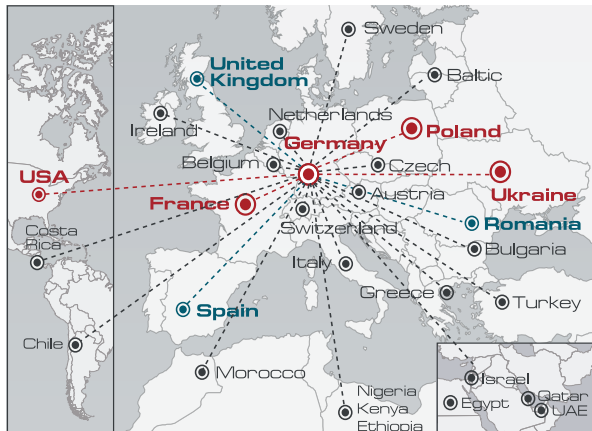 Sweden
United
Kingdom
Baltic
Netherlands
Ireland
Germany
Poland
Belgium
Czech
USA
Austria
Ukraine
France
Switzerland
Romania
Costa
Rica
Bulgaria
Italy
Greece
Turkey
Spain
Chile
Morocco
Israel
Nigeria
Kenya
Ethiopia
Egypt
Qatar
UAE